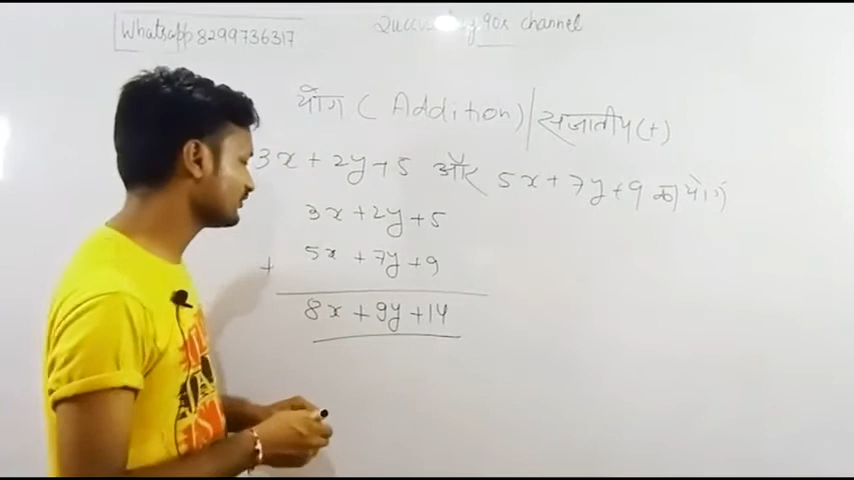 Whatsapp 8299736317
90s channel
योग ( Addition) / सजातीय (+)
3x + 2y + 5 और 5x + 7y + 9 का योग
3x + 2y + 5
+ 5x + 7y + 9
8x + 9y + 14